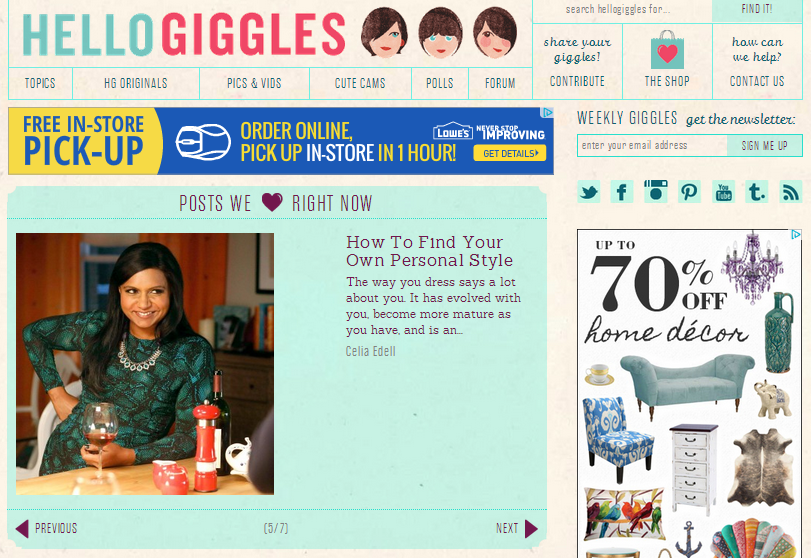 HELLOGIGGLES
search hellogiggles for...
FIND IT!
share your
giggles!
CONTRIBUTE
THE SHOP
how can
we help?
CONTACT US
TOPICS
HG ORIGINALS
PICS & VIDS
CUTE CAMS
POLLS
FORUM
FREE IN-STORE
PICK-UP
ORDER ONLINE,
PICK UP IN-STORE IN 1 HOUR!
LOWE'S
NEVER STOP
IMPROVING
GET DETAILS
WEEKLY GIGGLES get the newsletter:
enter your email address
SIGN ME UP
You
Tube
t.
POSTS WE RIGHT NOW
How To Find Your
Own Personal Style
The way you dress says a lot
about you. It has evolved with
you, become more mature as
you have, and is an...
Celia Edell
PREVIOUS
(5/7)
NEXT
UP TO
70% OFF
home décor